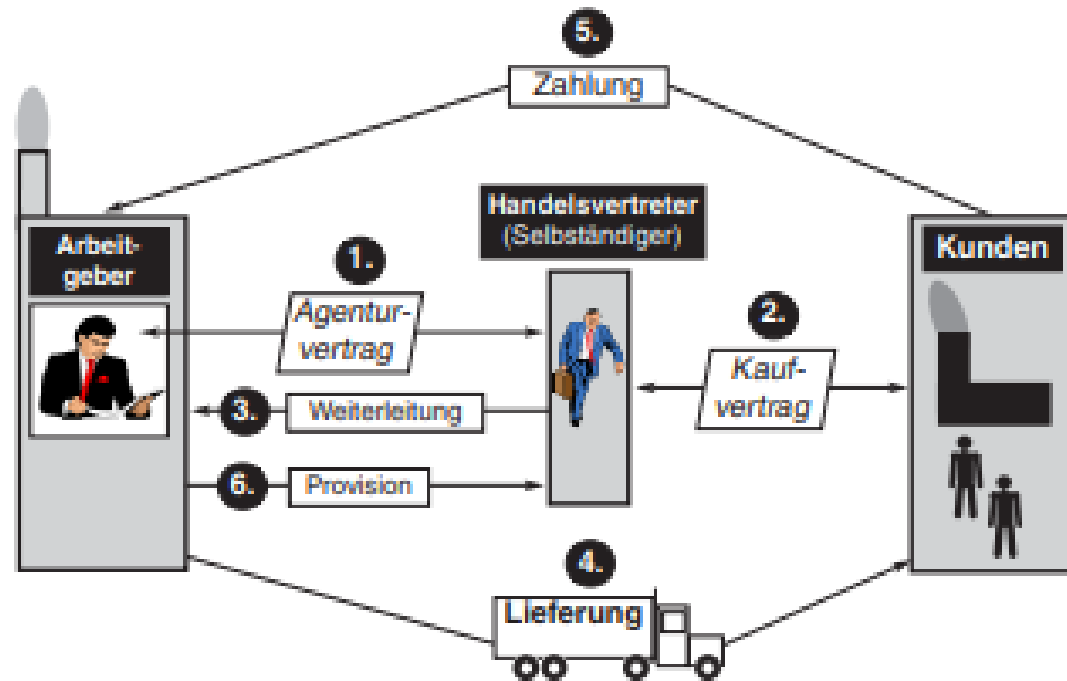 5.
Zahlung
Handelsvertreter
(Selbständiger)
Arbeit-
geber
Kunden
1.
Agentur-
vertrag
2.
Kauf-
vertrag
3.
Weiterleitung
6.
Provision
4.
Lieferung